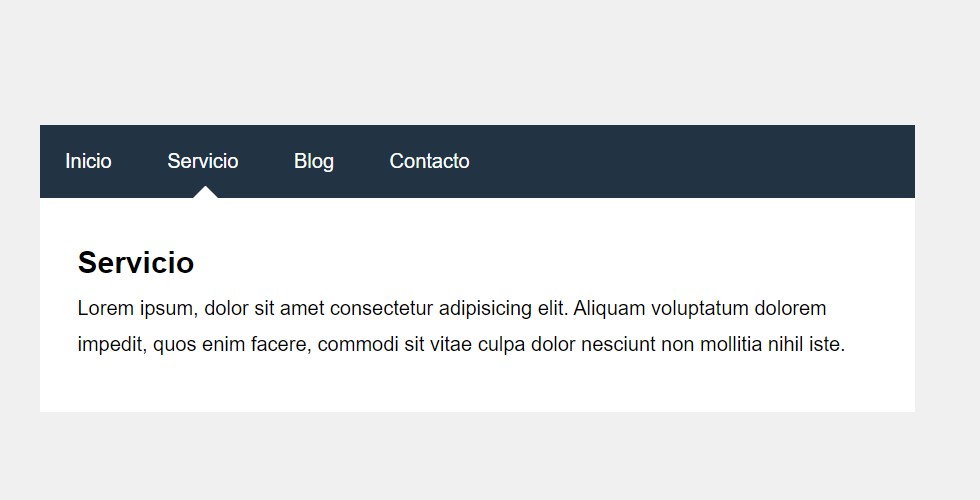 Inicio Servicio Blog Contacto
Servicio
Lorem ipsum, dolor sit amet consectetur adipisicing elit. Aliquam voluptatum dolorem
impedit, quos enim facere, commodi sit vitae culpa dolor nesciunt non mollitia nihil iste.